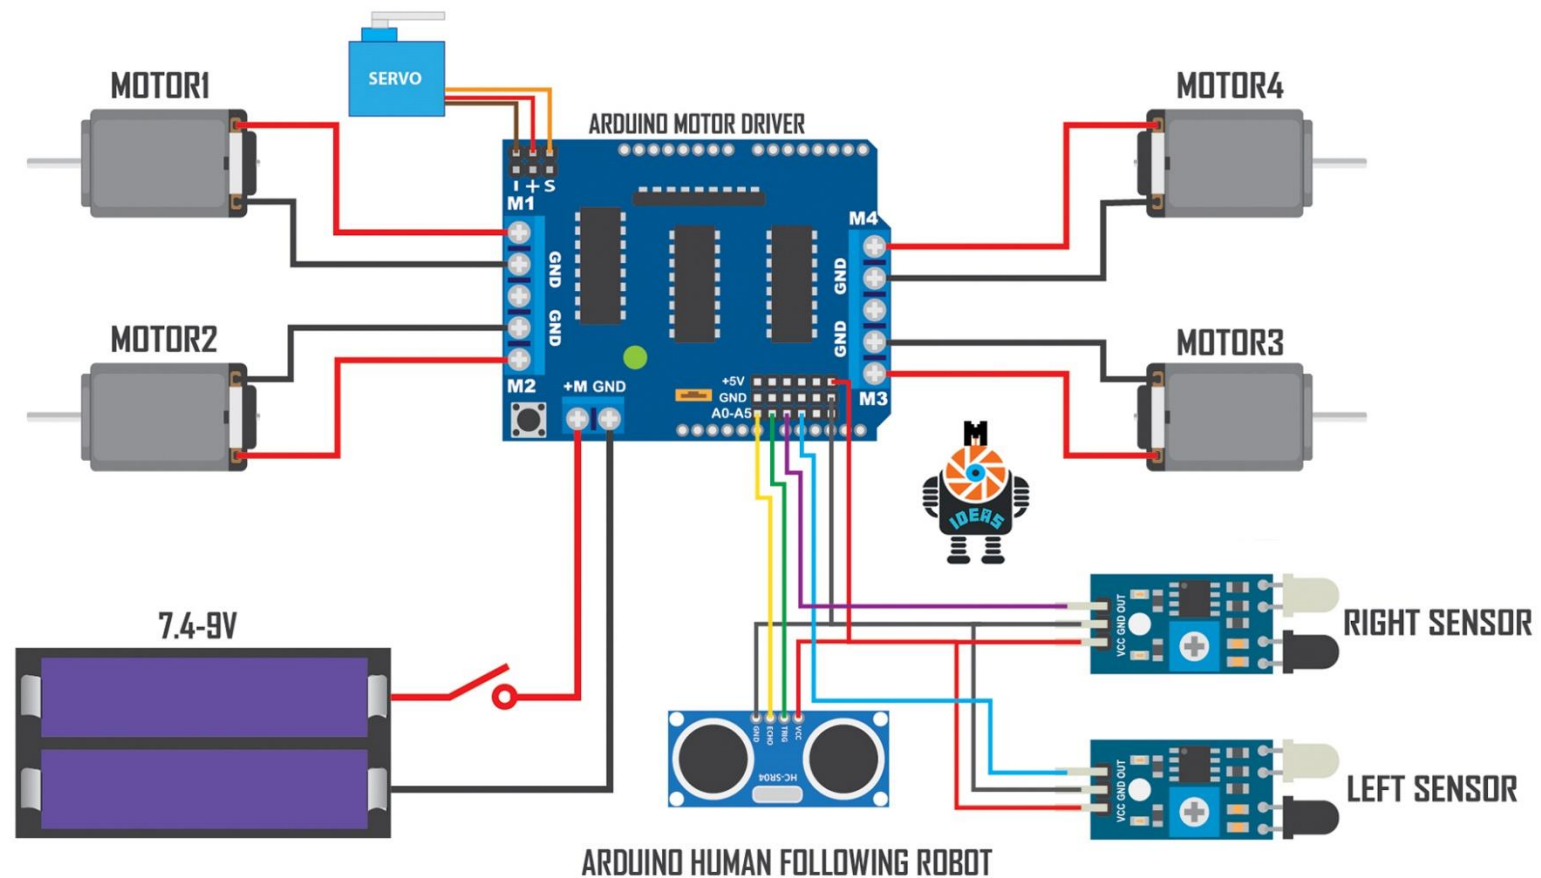 SERVO
MOTOR1
MOTOR4
ARDUINO MOTOR DRIVER
- + S
M1
M4
GND
GND
GND
GND
MOTOR2
MOTOR3
M2
+M GND
+5V
GND
A0-A5
M3
M
IDEAS
7.4-9V
VCC GND OUT
RIGHT SENSOR
GND
ECHO
TRIG
VCC
HC-SR04
VCC GND OUT
LEFT SENSOR
ARDUINO HUMAN FOLLOWING ROBOT